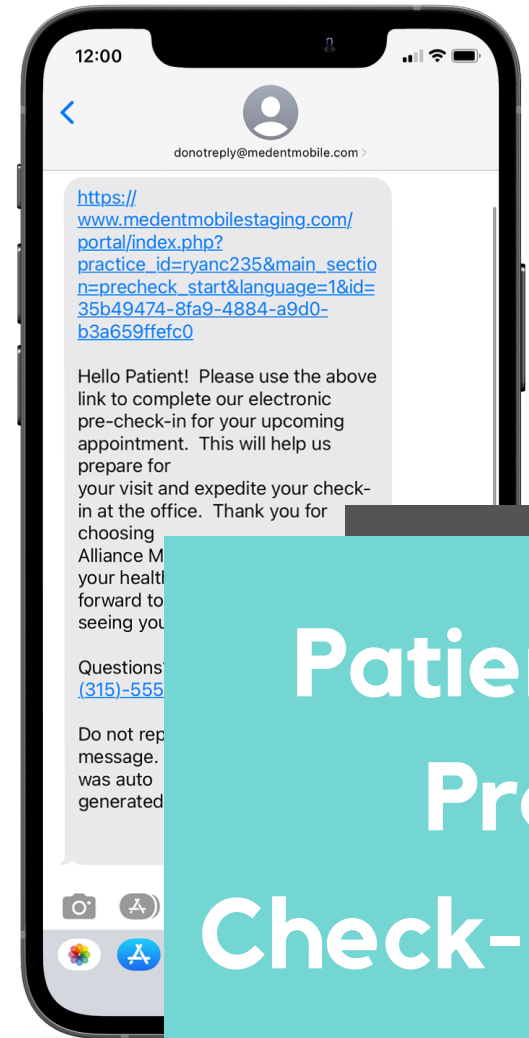 12:00
donotreply@medentmobile.com
https://
www.medentmobilestaging.com/
portal/index.php?
practice_id=ryanc235&main_sectio
n=precheck_start&language=1&id=
35b49474-8fa9-4884-a9d0-
b3a659ffefc0
Hello Patient!  Please use the above
link to complete our electronic
pre-check-in for your upcoming
appointment.  This will help us
prepare for
your visit and expedite your check-
in at the office.  Thank you for
choosing
Alliance M
your healt
forward to
seeing you
Questions
(315)-555
Do not rep
message.
was auto
generated
Patie
Pr
Check-